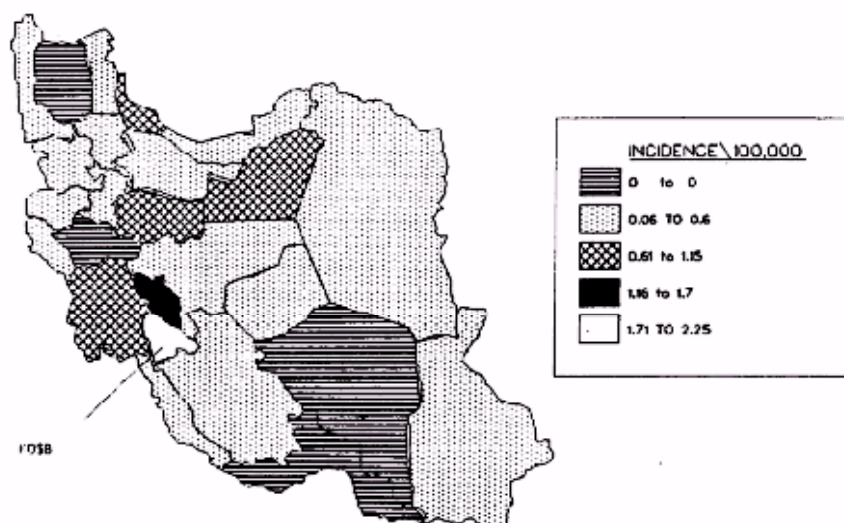 INCIDENCE\100,000
0 to 0
0.06 TO 0.6
0.61 to 1.15
1.16 to 1.7
1.71 TO 2.25